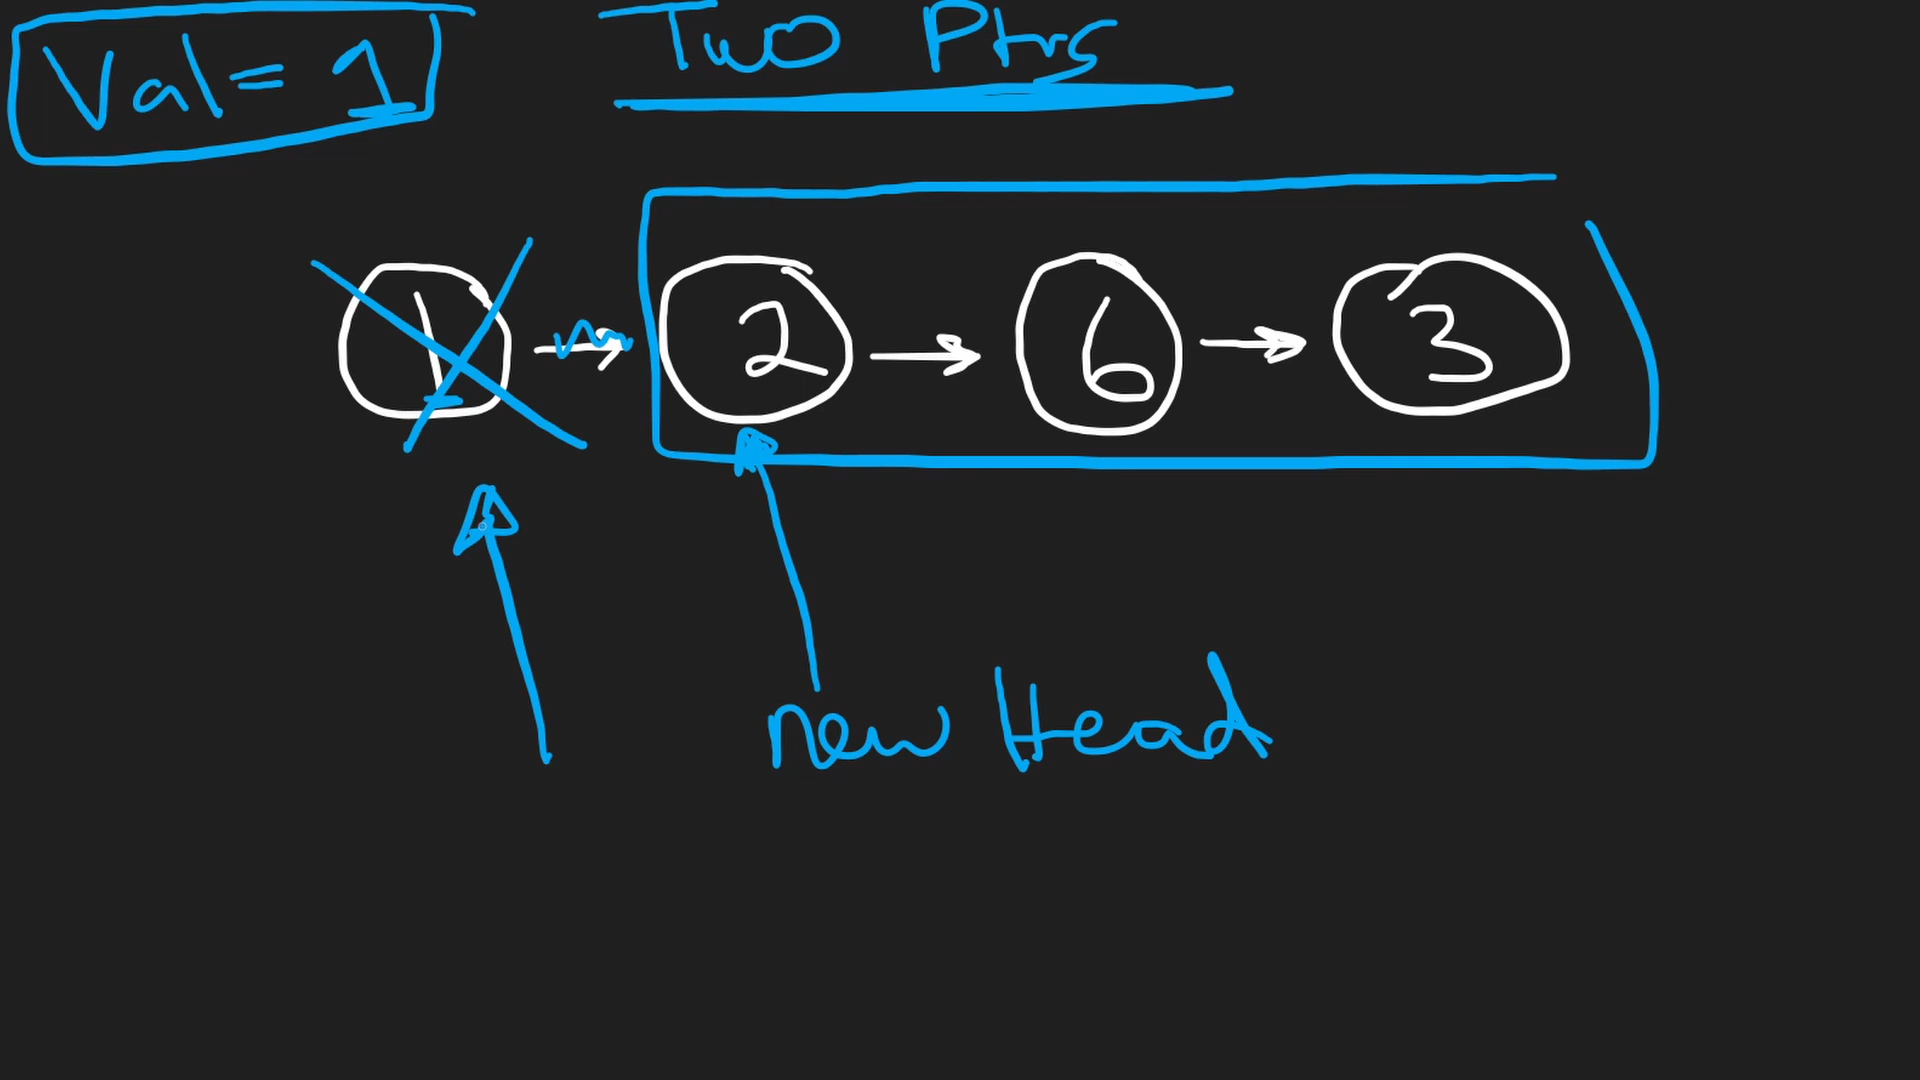 Val = 1
Two Ptrs
1 → 2 → 6 → 3
new Head